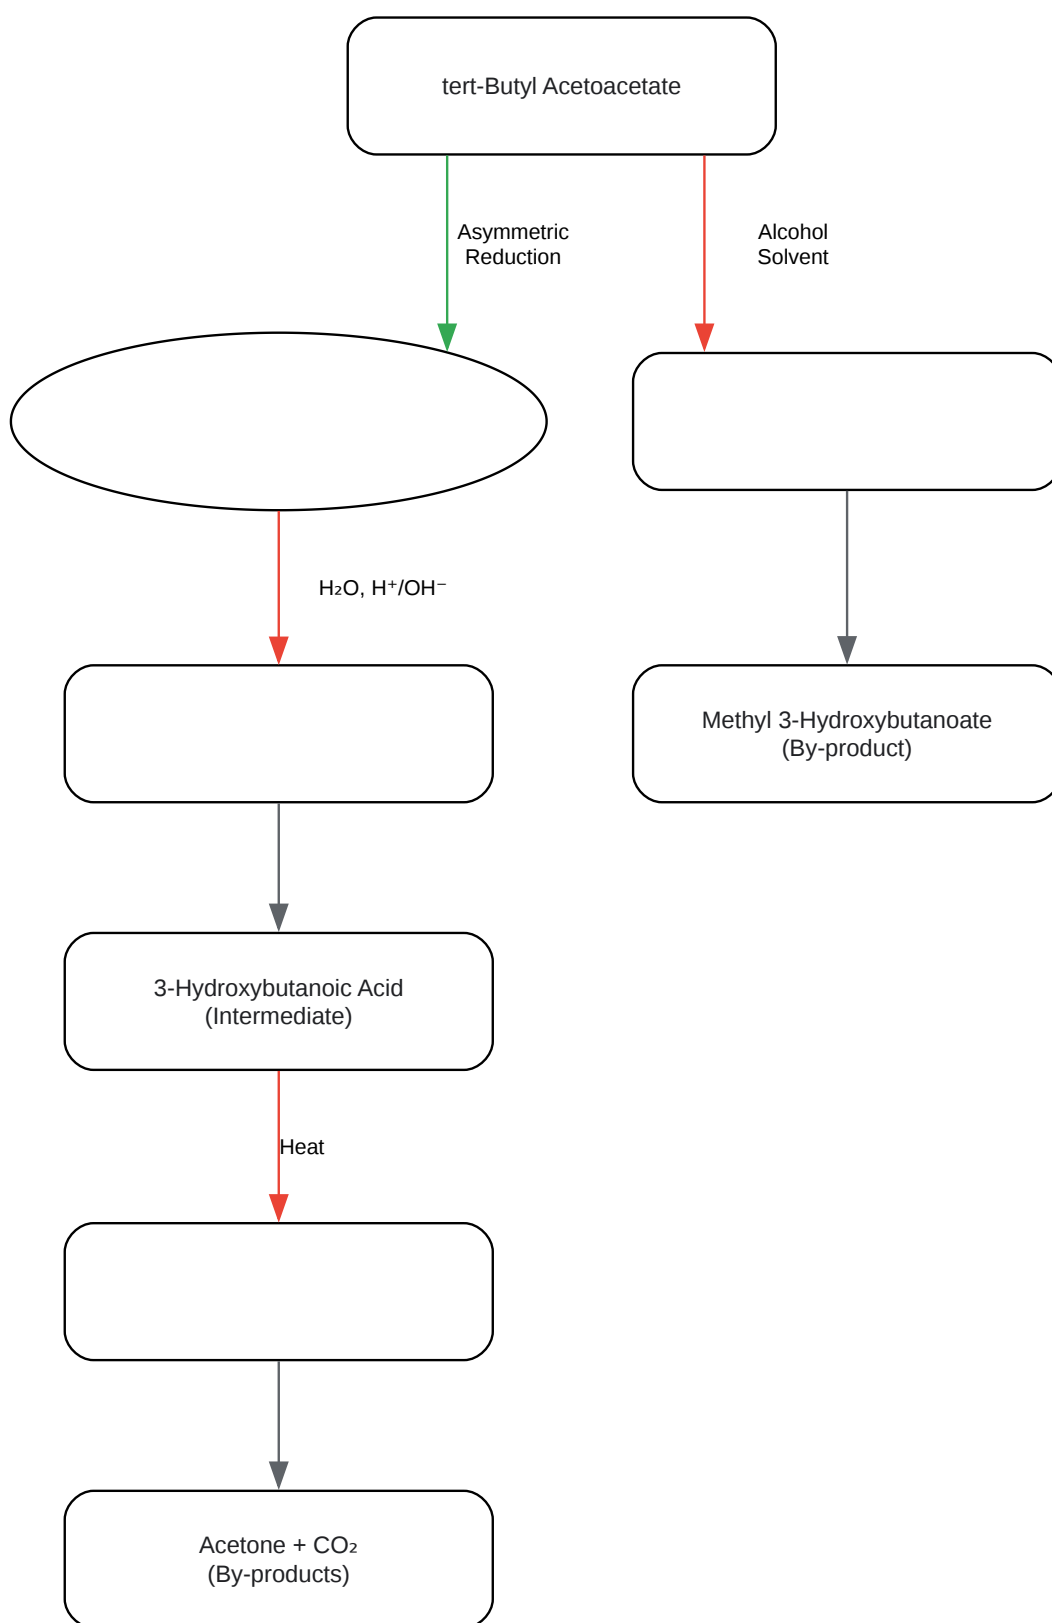 tert-Butyl Acetoacetate
Asymmetric
Reduction
Alcohol
Solvent
H₂O, H⁺/OH⁻
Methyl 3-Hydroxybutanoate
(By-product)
3-Hydroxybutanoic Acid
(Intermediate)
Heat
Acetone + CO₂
(By-products)